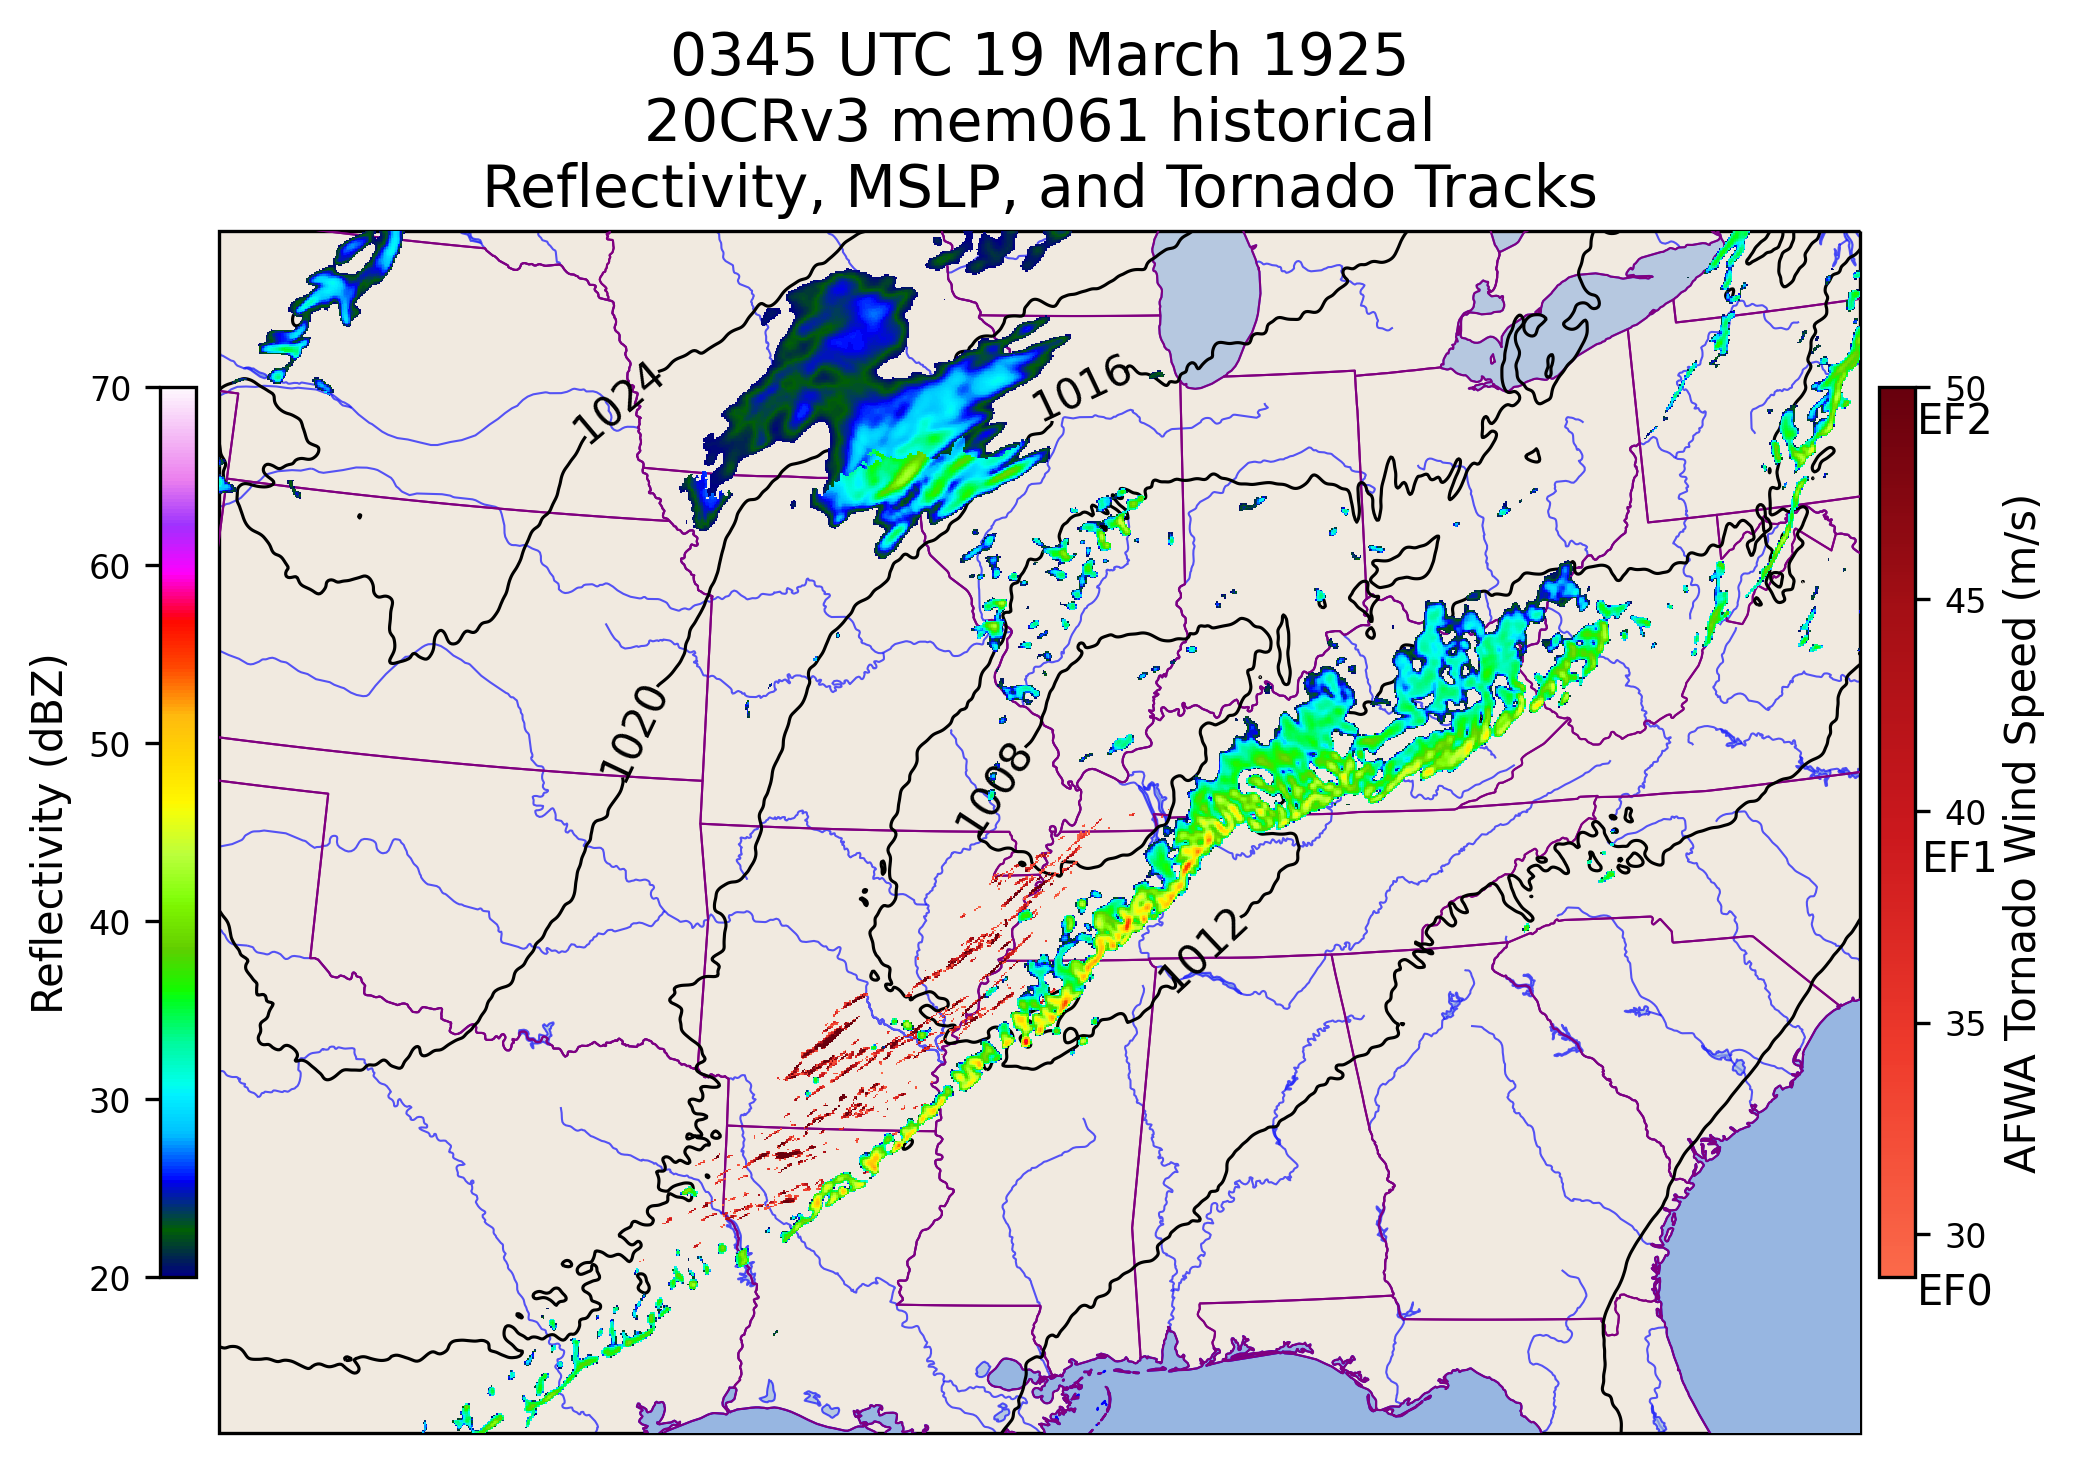 0345 UTC 19 March 1925
20CRv3 mem061 historical
Reflectivity, MSLP, and Tornado Tracks
Reflectivity (dBZ)
70
60
50
40
30
20
1024
1016
1020
1008
1012
50
EF2
45
40
EF1
35
30
EF0
AFWA Tornado Wind Speed (m/s)